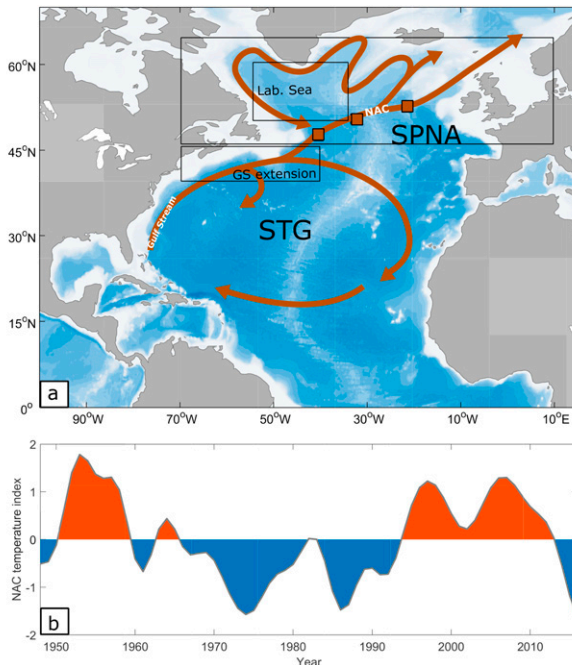 60°N
45°N
30°N
15°N
0°
90°W
70°W
50°W
30°W
10°W
10°E
Lab. Sea
NAC
SPNA
GS extension
Gulf Stream
STG
a
2
1
0
-1
-2
NAC temperature index
1950
1960
1970
1980
1990
2000
2010
Year
b